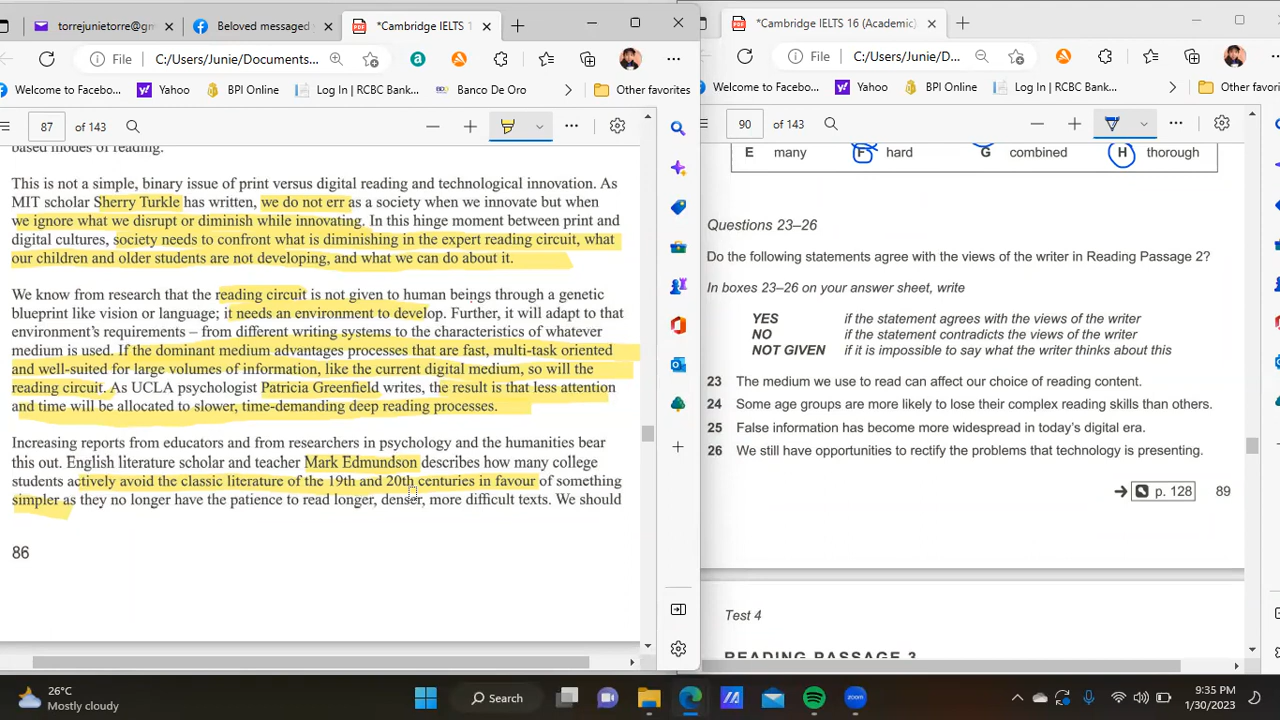 torrejunietorre@g
Beloved messaged y
*Cambridge IELTS 1
*Cambridge IELTS 16 (Academic)
File
C:/Users/Junie/Documents...
File
C:/Users/Junie/D...
Welcome to Facebo...
Yahoo
BPI Online
Log In | RCBC Bank...
Banco De Oro
Other favorites
Welcome to Facebo...
Yahoo
BPI Online
Log In | RCBC Bank...
Other favor
87 of 143
90 of 143
based modes of reading.
This is not a simple, binary issue of print versus digital reading and technological innovation. As
MIT scholar Sherry Turkle has written, we do not err as a society when we innovate but when
we ignore what we disrupt or diminish while innovating. In this hinge moment between print and
digital cultures, society needs to confront what is diminishing in the expert reading circuit, what
our children and older students are not developing, and what we can do about it.
We know from research that the reading circuit is not given to human beings through a genetic
blueprint like vision or language; it needs an environment to develop. Further, it will adapt to that
environment's requirements – from different writing systems to the characteristics of whatever
medium is used. If the dominant medium advantages processes that are fast, multi-task oriented
and well-suited for large volumes of information, like the current digital medium, so will the
reading circuit. As UCLA psychologist Patricia Greenfield writes, the result is that less attention
and time will be allocated to slower, time-demanding deep reading processes.
Increasing reports from educators and from researchers in psychology and the humanities bear
this out. English literature scholar and teacher Mark Edmundson describes how many college
students actively avoid the classic literature of the 19th and 20th centuries in favour of something
simpler as they no longer have the patience to read longer, denser, more difficult texts. We should
86
E many F hard G combined H thorough
Questions 23–26
Do the following statements agree with the views of the writer in Reading Passage 2?
In boxes 23–26 on your answer sheet, write
YES if the statement agrees with the views of the writer
NO if the statement contradicts the views of the writer
NOT GIVEN if it is impossible to say what the writer thinks about this
23 The medium we use to read can affect our choice of reading content.
24 Some age groups are more likely to lose their complex reading skills than others.
25 False information has become more widespread in today's digital era.
26 We still have opportunities to rectify the problems that technology is presenting.
p. 128 89
Test 4
READING PASSAGE 3
26°C
Mostly cloudy
Search
zoom
9:35 PM
1/30/2023